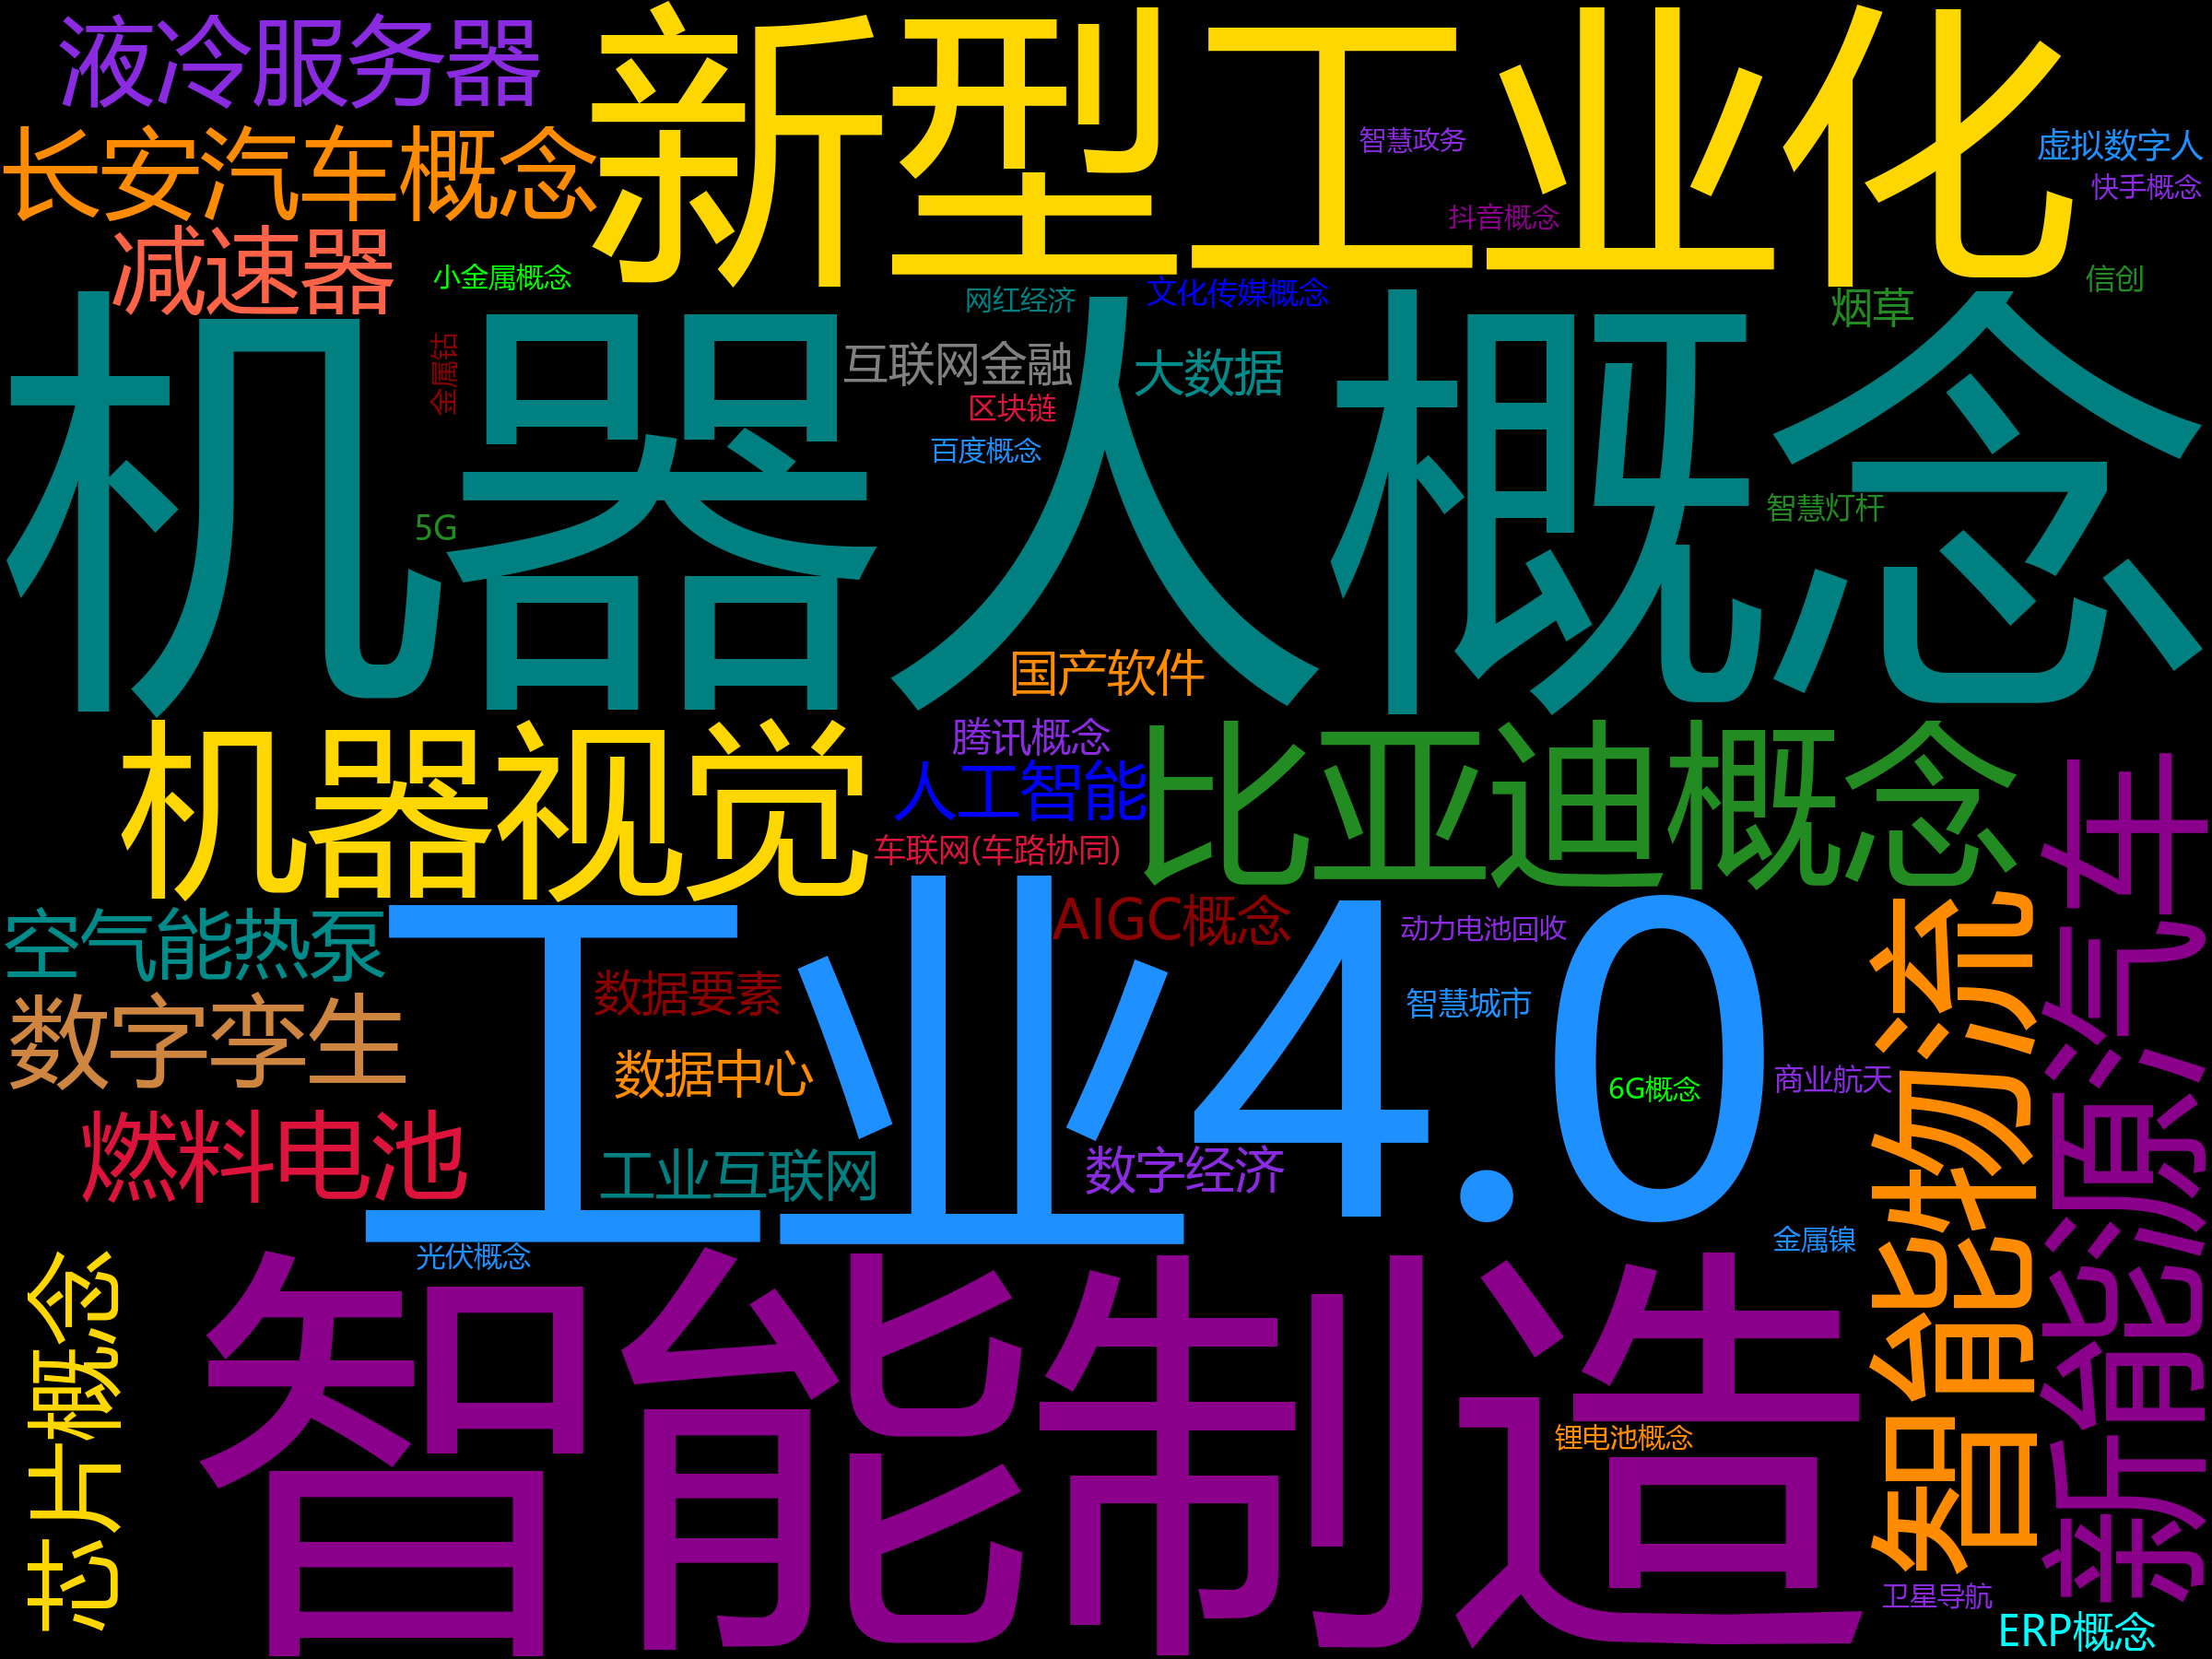 液冷服务器
新型工业化
长安汽车概念
智慧政务
虚拟数字人
快手概念
抖音概念
减速器
小金属概念
网红经济
文化传媒概念
信创
烟草
机器人概念
金属钴
互联网金融
大数据
区块链
百度概念
5G
智慧灯杆
国产软件
机器视觉
腾讯概念
人工智能
比亚迪概念
车联网(车路协同)
新能源汽车
空气能热泵
AIGC概念
动力电池回收
智能物流
工业4.0
数据要素
智慧城市
数字孪生
数据中心
6G概念
商业航天
燃料电池
工业互联网
数字经济
光伏概念
金属镍
芯片概念
智能制造
锂电池概念
卫星导航
ERP概念